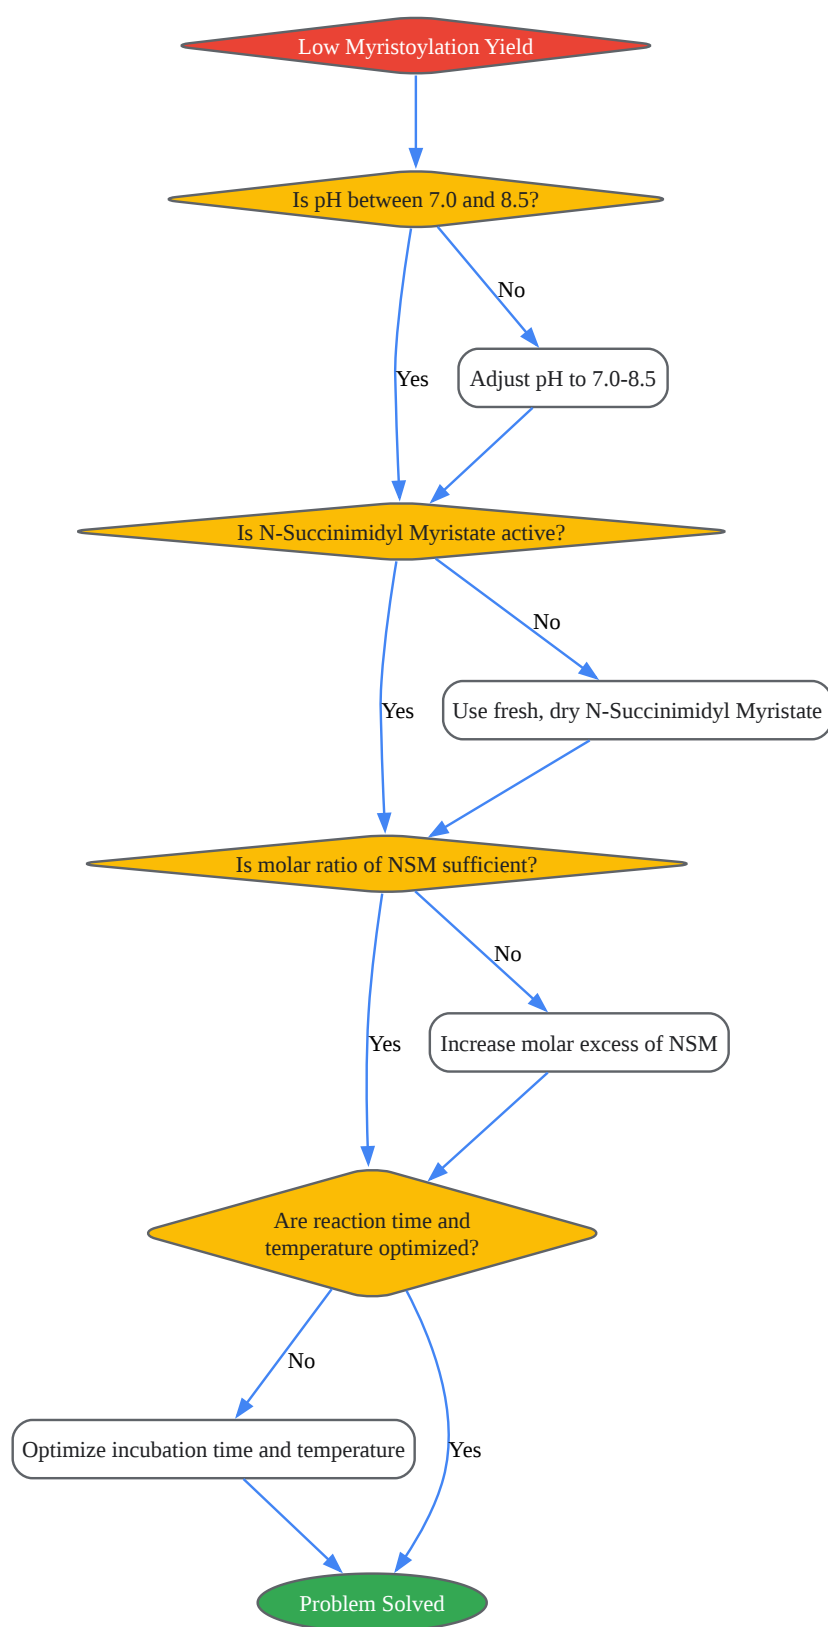 Low Myristoylation Yield
Is pH between 7.0 and 8.5?
No
Yes
Adjust pH to 7.0-8.5
Is N-Succinimidyl Myristate active?
No
Yes
Use fresh, dry N-Succinimidyl Myristate
Is molar ratio of NSM sufficient?
No
Yes
Increase molar excess of NSM
Are reaction time and
temperature optimized?
No
Optimize incubation time and temperature
Yes
Problem Solved